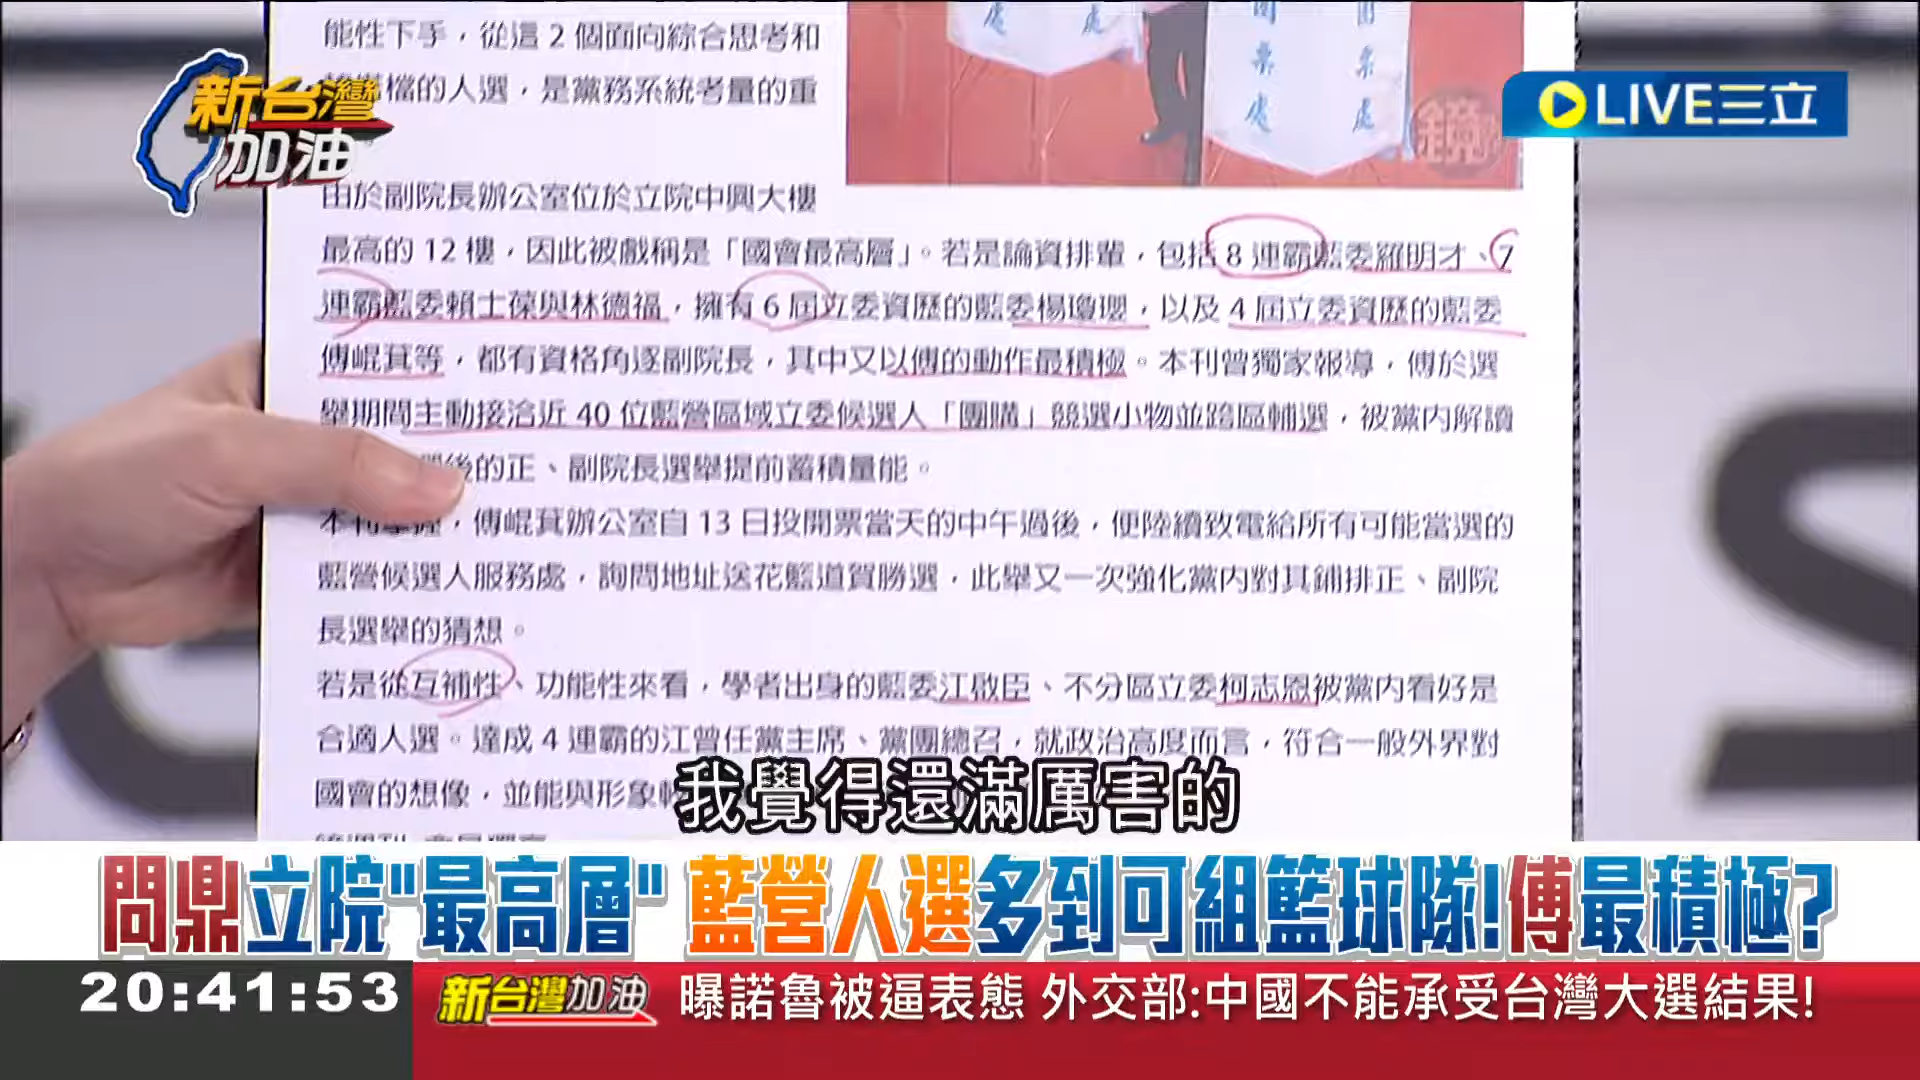 能性下手，從這 2 個面向綜合思考和
檔的人選，是黨務系統考量的重
新台灣
加油
LIVE三立
票
票
處
處
鏡
由於副院長辦公室位於立院中興大樓
最高的 12 樓，因此被戲稱是「國會最高層」。若是論資排輩，包括 8 連霸藍委羅明才、7
連霸藍委賴士葆與林德福，擁有 6 屆立委資歷的藍委楊瓊瓔，以及 4 屆立委資歷的藍委
傅崐萁等，都有資格角逐副院長，其中又以傅的動作最積極。本刊曾獨家報導，傅於選
舉期間主動接洽近 40 位藍營區域立委候選人「團購」競選小物並跨區輔選，被黨內解讀
後的正、副院長選舉提前蓄積量能。
本刊掌握，傅崐萁辦公室自 13 日投開票當天的中午過後，便陸續致電給所有可能當選的
藍營候選人服務處，詢問地址送花籃道賀勝選，此舉又一次強化黨內對其鋪排正、副院
長選舉的猜想。
若是從互補性、功能性來看，學者出身的藍委江啟臣、不分區立委柯志恩被黨內看好是
合適人選。達成 4 連霸的江曾任黨主席、黨團總召，就政治高度而言，符合一般外界對
國會的想像，並能與形象
我覺得還滿厲害的
問鼎立院"最高層" 藍營人選多到可組籃球隊!傅最積極?
20:41:53
新台灣加油
曝諾魯被逼表態 外交部:中國不能承受台灣大選結果!